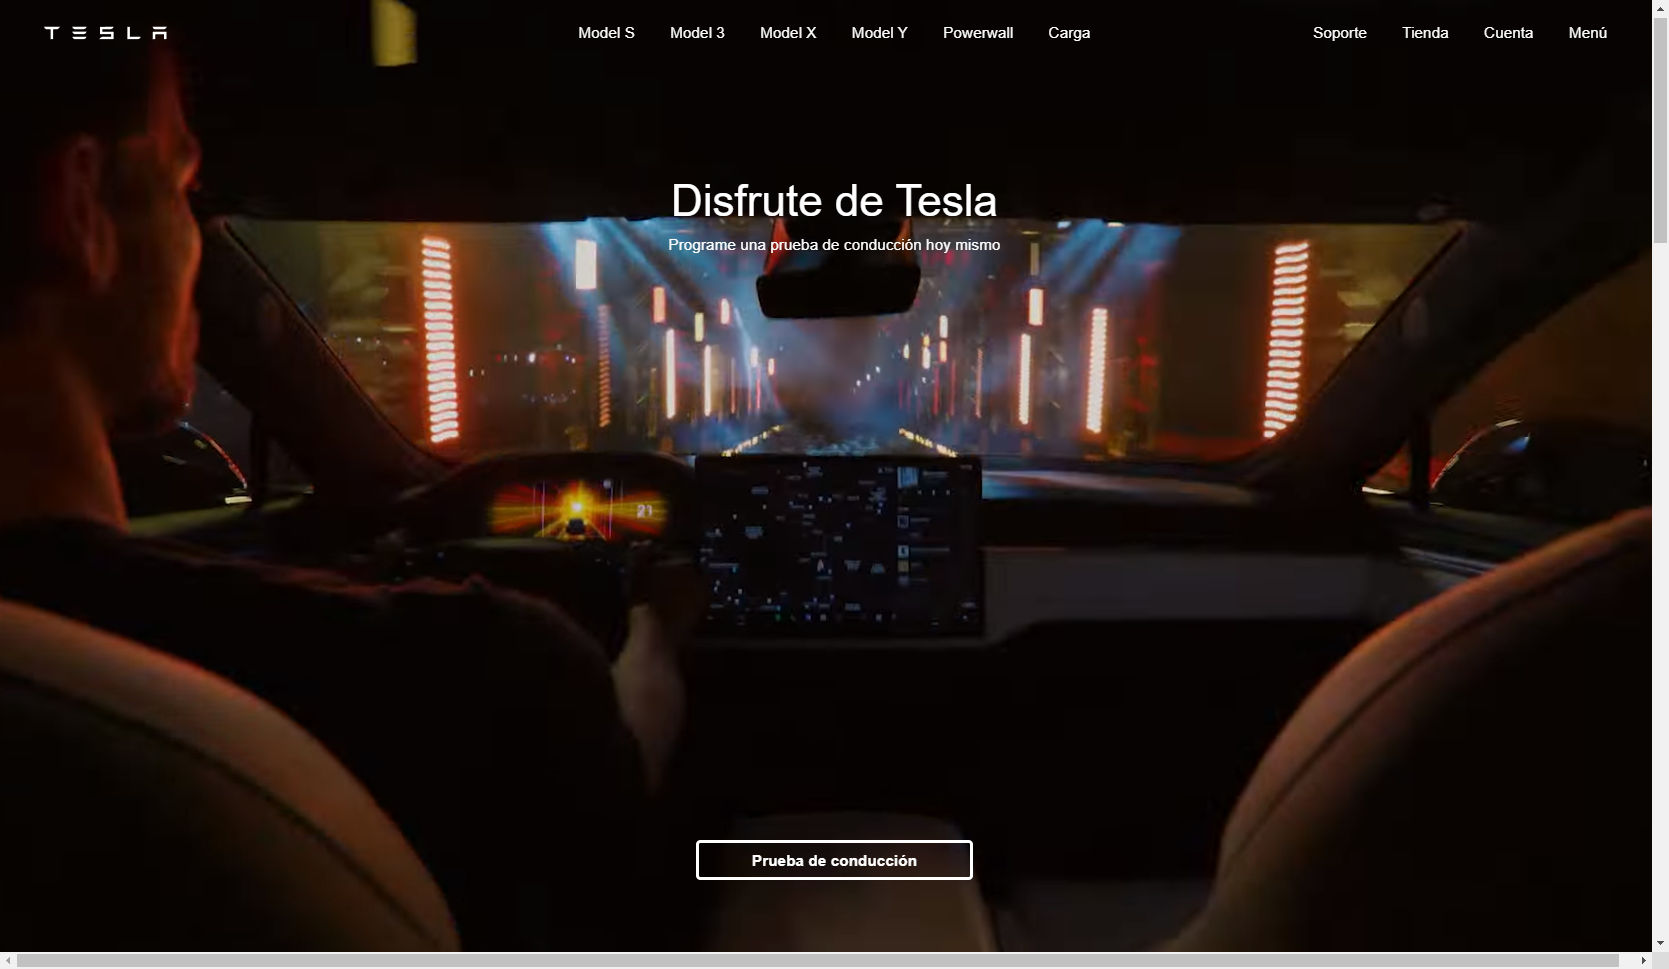 TESLA
Model S Model 3 Model X Model Y Powerwall Carga
Soporte Tienda Cuenta Menú
Disfrute de Tesla
Programe una prueba de conducción hoy mismo
21
Prueba de conducción